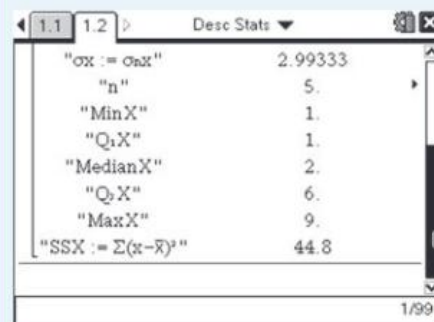 1.1 1.2 Desc Stats
"σx := σₙx" 2.99333
"n" 5.
"MinX" 1.
"Q₁X" 1.
"MedianX" 2.
"Q₃X" 6.
"MaxX" 9.
"SSX := Σ(x-x̄)²" 44.8
1/99